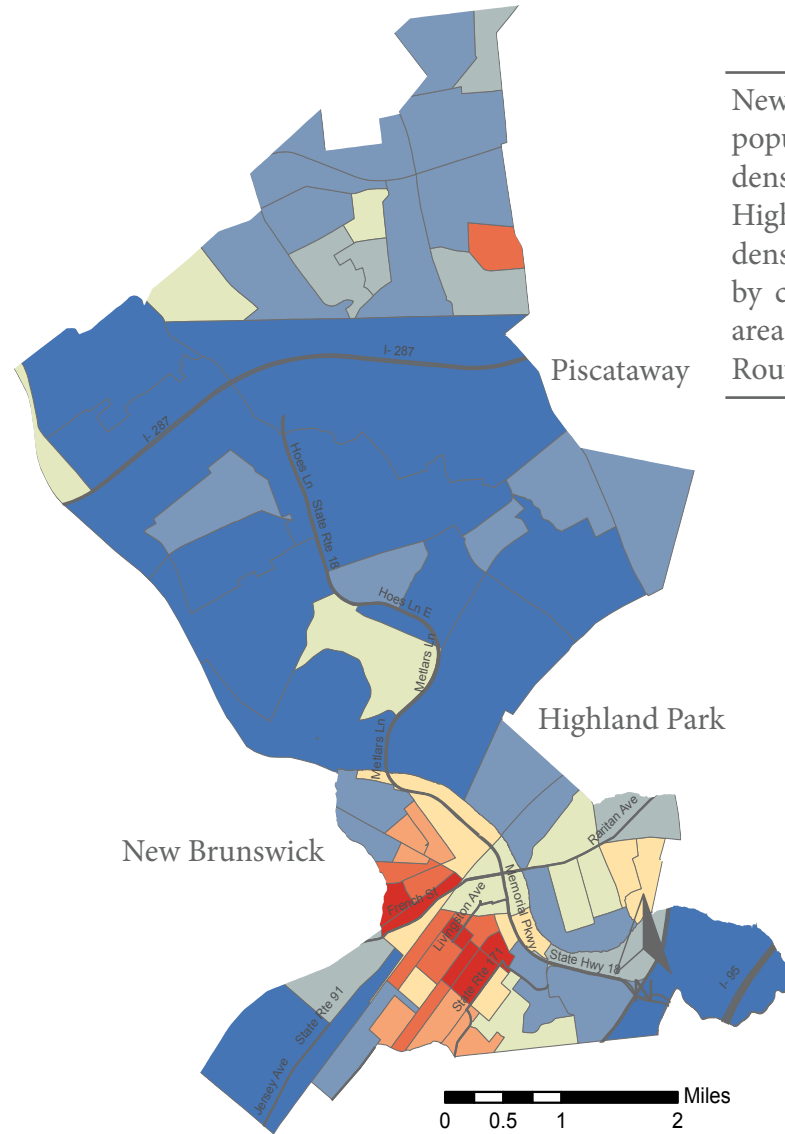 New
popu
dens
High
dens
by c
area
Rout
I- 287
Piscataway
I- 287
Hoes Ln
State Rte 18
Hoes Ln E
Metlars Ln
Highland Park
Metlars Ln
Raritan Ave
New Brunswick
Memorial Pkwy
French St
Livingston Ave
State Hwy 18
State Rte 171
I- 95
State Rte 91
Jersey Ave
Miles
0 0.5 1 2